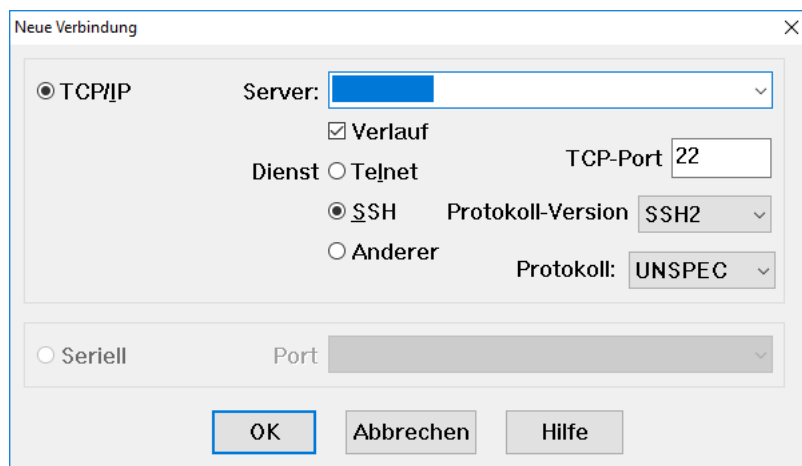 Neue Verbindung
TCP/IP Server:
Verlauf
TCP-Port 22
Dienst Telnet
SSH Protokoll-Version SSH2
Anderer
Protokoll: UNSPEC
Seriell Port
OK Abbrechen Hilfe